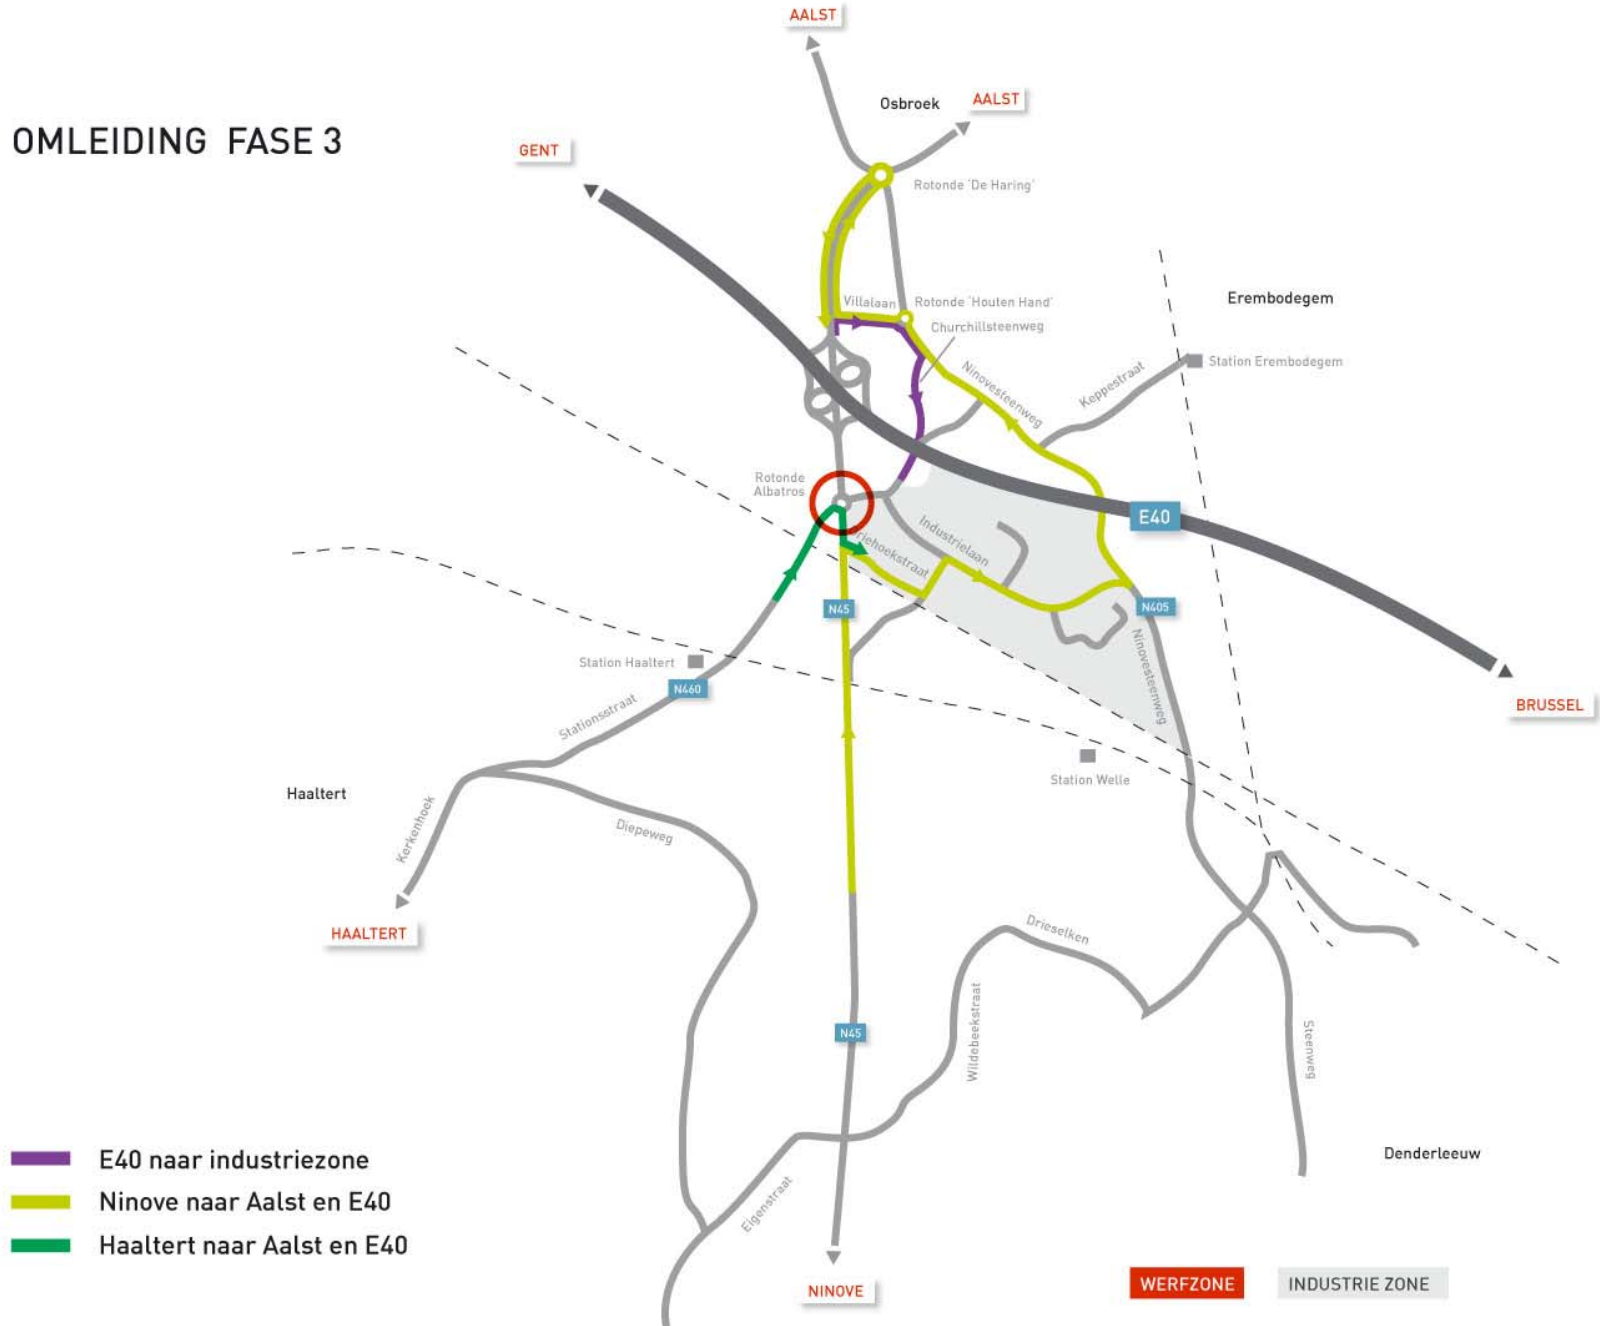 AALST
Osbroek
AALST
OMLEIDING FASE 3
GENT
Rotonde 'De Haring'
Erembodegem
Villalaan
Rotonde 'Houten Hand'
Churchillsteenweg
Ninovesteenweg
Keppestraat
Station Erembodegem
Rotonde
Albatros
E40
Industrielaan
riehoekstraat
N45
N405
Ninovesteenweg
Station Haaltert
N460
Stationsstraat
BRUSSEL
Station Welle
Haaltert
Kerkenhoek
Diepeweg
HAALTERT
Drieselken
Wildebeekstraat
N45
Steenweg
E40 naar industriezone
Ninove naar Aalst en E40
Haaltert naar Aalst en E40
Eigenstraat
Denderleeuw
NINOVE
WERFZONE
INDUSTRIE ZONE